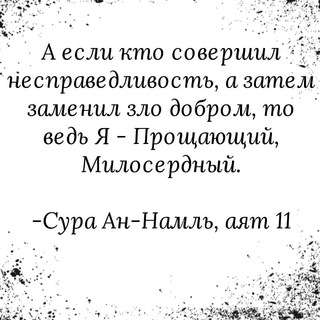 А если кто совершил
несправедливость, а затем
заменил зло добром, то
ведь Я - Прощающий,
Милосердный.
-Сура Ан-Намль, аят 11